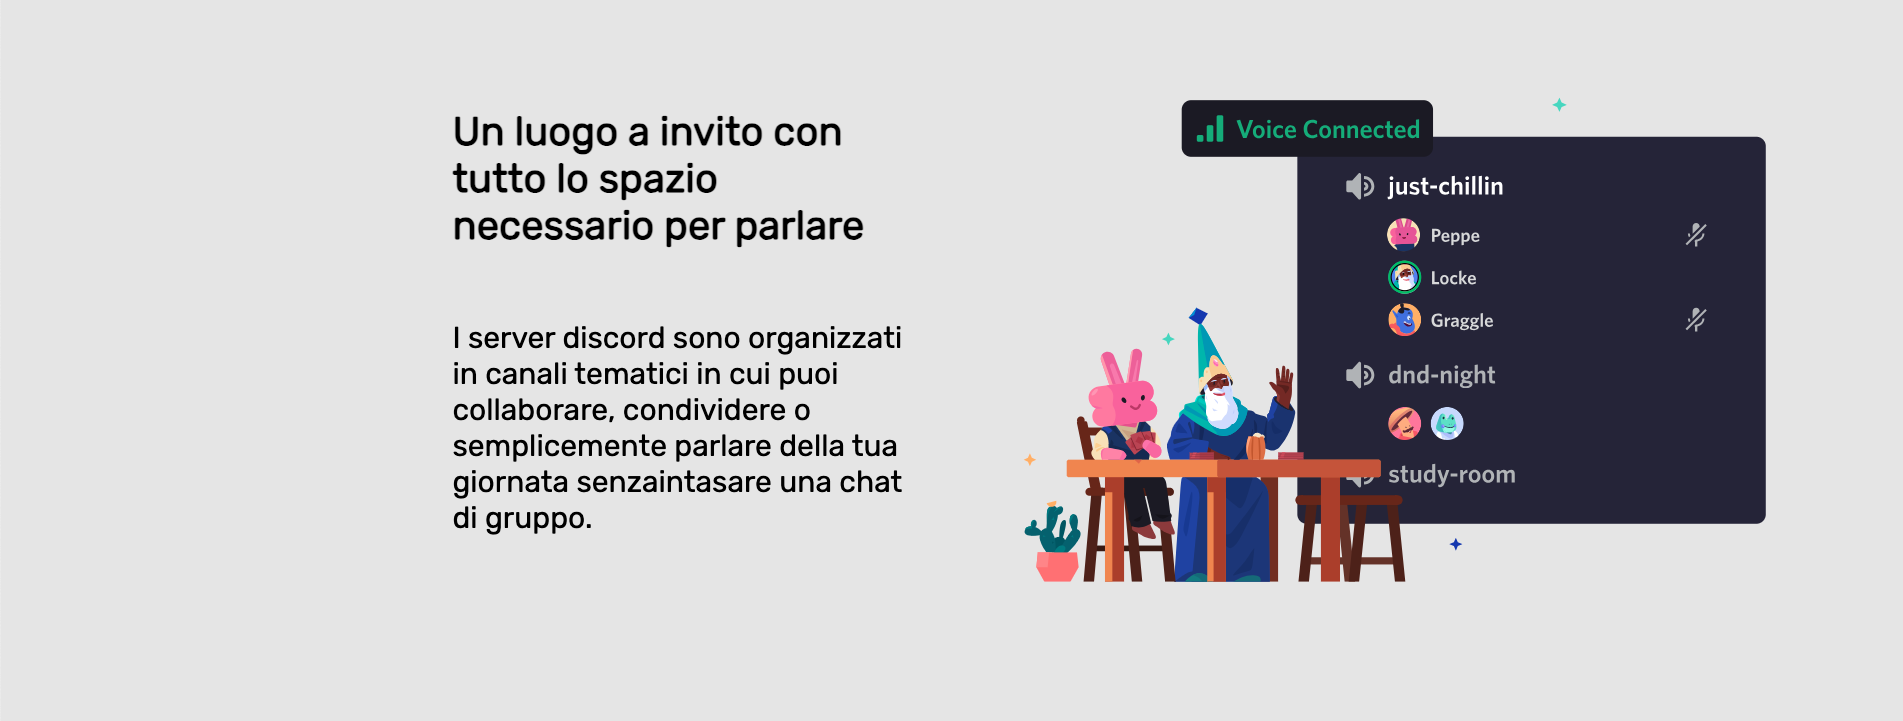 Un luogo a invito con
tutto lo spazio
necessario per parlare
I server discord sono organizzati
in canali tematici in cui puoi
collaborare, condividere o
semplicemente parlare della tua
giornata senzaintasare una chat
di gruppo.
Voice Connected
just-chillin
Peppe
Locke
Graggle
dnd-night
study-room